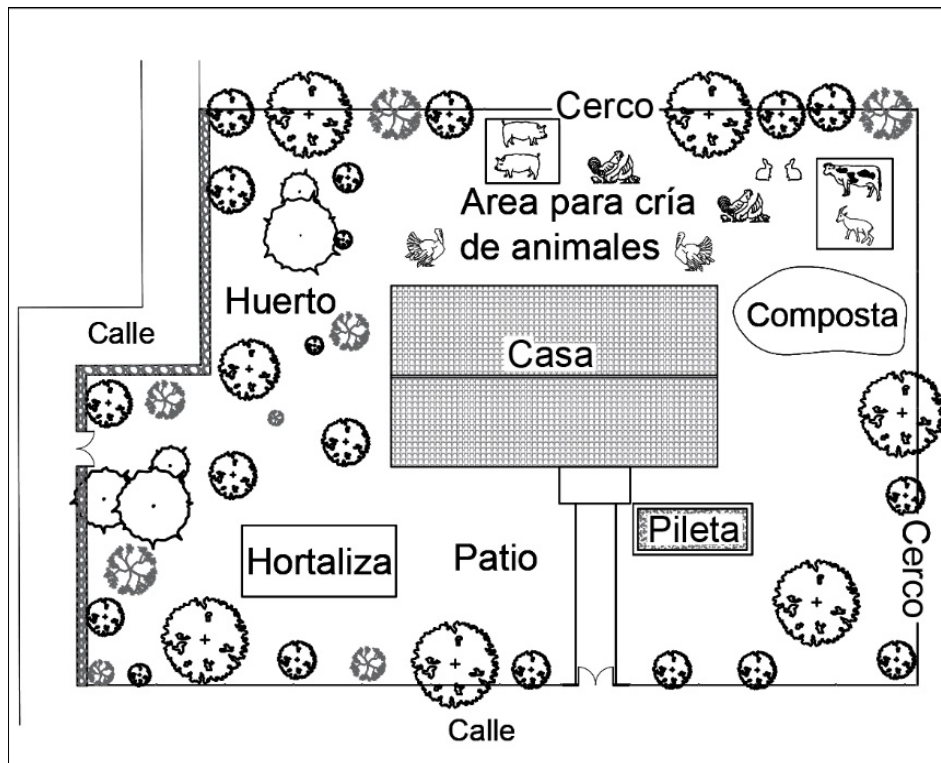 Cerco
Area para cría
de animales
Huerto
Composta
Calle
Casa
Pileta
Hortaliza
Patio
Cerco
Calle